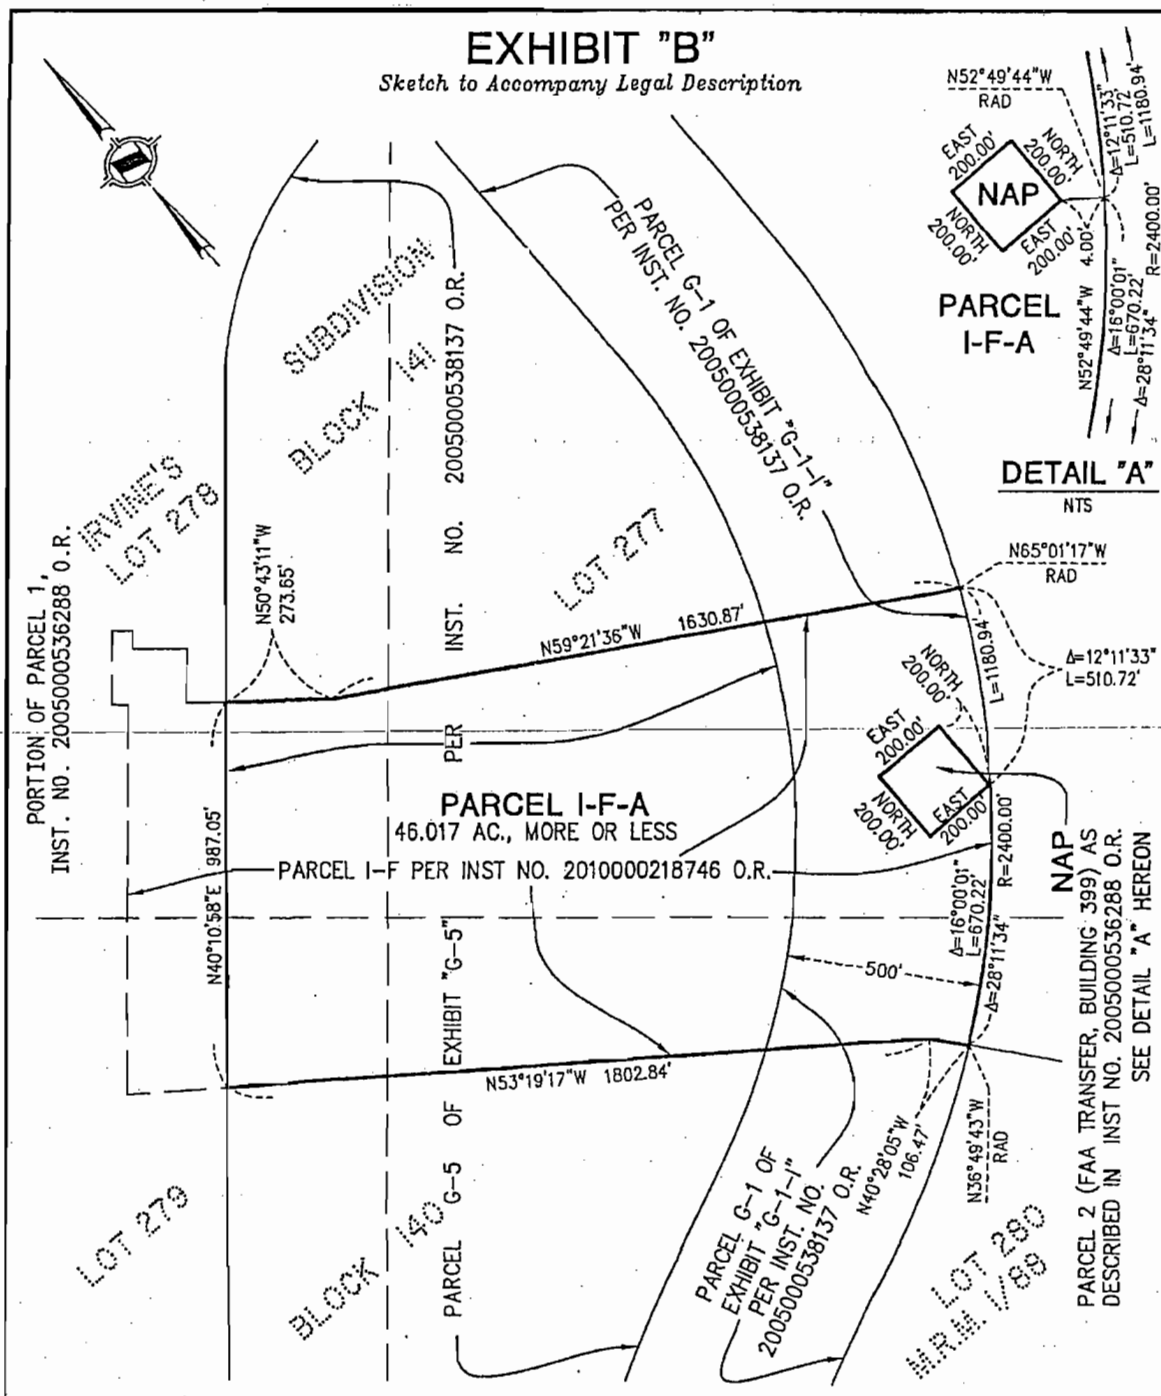 EXHIBIT "B"
Sketch to Accompany Legal Description
N52°49'44"W
RAD
EAST
200.00'
NORTH
200.00'
NAP
NORTH
200.00'
EAST
200.00'
N52°49'44"W 4.00'
Δ=12°11'33"
L=510.72'
L=1180.94'
R=2400.00'
Δ=16°00'01"
L=670.22'
Δ=28°11'34"
PARCEL
I-F-A
DETAIL "A"
NTS
SUBDIVISION
BLOCK 141
IRVINE'S
LOT 278
LOT 277
PARCEL G-1 OF EXHIBIT "G-1-I"
PER INST. NO. 2005000538137 O.R.
PORTION OF PARCEL 1,
INST. NO. 2005000536288 O.R.
N50°43'11"W
273.65'
N59°21'36"W 1630.87'
N65°01'17"W
RAD
L=1180.94'
Δ=12°11'33"
L=510.72'
NORTH
200.00'
EAST
200.00'
NORTH
200.00'
EAST
200.00'
N40°10'58"E 987.05'
PARCEL I-F-A
46.017 AC., MORE OR LESS
PARCEL I-F PER INST NO. 2010000218746 O.R.
PARCEL G-5 OF EXHIBIT "G-5" PER INST. NO. 2005000538137 O.R.
R=2400.00'
Δ=16°00'01"
L=670.22'
Δ=28°11'34"
500'
N53°19'17"W 1802.84'
N40°28'05"W
106.47'
N36°49'43"W
RAD
NAP
PARCEL 2 (FAA TRANSFER, BUILDING 399) AS
DESCRIBED IN INST NO. 2005000536288 O.R.
SEE DETAIL "A" HEREON
LOT 279
BLOCK 140
PARCEL G-1 OF
EXHIBIT "G-1-I"
PER INST. NO.
2005000538137 O.R.
LOT 280
M.R.M. 1/88